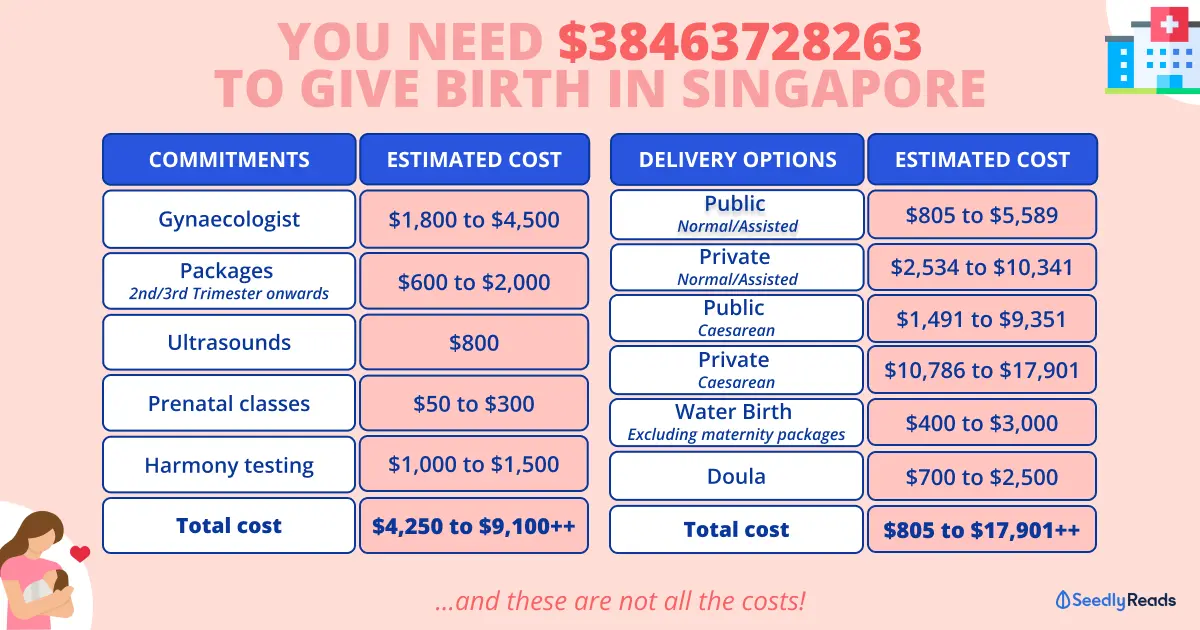 YOU NEED $38463728263
TO GIVE BIRTH IN SINGAPORE
COMMITMENTS ESTIMATED COST
Gynaecologist $1,800 to $4,500
Packages
2nd/3rd Trimester onwards
$600 to $2,000
Ultrasounds $800
Prenatal classes $50 to $300
Harmony testing $1,000 to $1,500
Total cost $4,250 to $9,100++
DELIVERY OPTIONS ESTIMATED COST
Public
Normal/Assisted
$805 to $5,589
Private
Normal/Assisted
$2,534 to $10,341
Public
Caesarean
$1,491 to $9,351
Private
Caesarean
$10,786 to $17,901
Water Birth
Excluding maternity packages
$400 to $3,000
Doula $700 to $2,500
Total cost $805 to $17,901++
...and these are not all the costs!
SeedlyReads